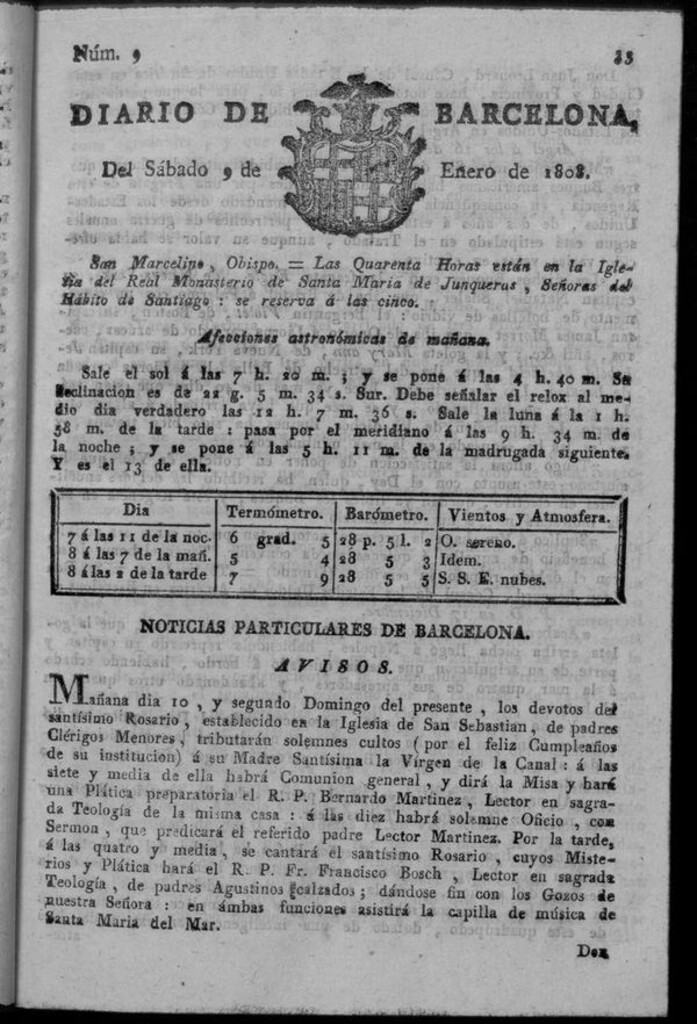 Núm. 9 33
DIARIO DE BARCELONA,
Del Sábado 9 de Enero de 1808.
San Marcelino, Obispo. = Las Quarenta Horas están en la Igle-
sia del Real Monasterio de Santa Maria de Junqueras, Señoras del
Hábito de Santiago : se reserva á las cinco.
Afecciones astronómicas de mañana.
Sale el sol á las 7 h. 20 m. ; y se pone á las 4 h. 40 m. Su
declinacion es de 22 g. 5 m. 34 s. Sur. Debe señalar el relox al me-
dio dia verdadero las 12 h. 7 m. 36 s. Sale la luna á la 1 h.
58 m. de la tarde : pasa por el meridiano á las 9 h. 34 m. de
la noche ; y se pone á las 5 h. 11 m. de la madrugada siguiente.
Y es el 13 de ella.
Dia Termómetro. Barómetro. Vientos y Atmosfera.
7 á las 11 de la noc. 6 grad. 5 28 p. 5 l. 2 O. sereno.
8 á las 7 de la mañ. 5 4 28 5 3 Idem.
8 á las 2 de la tarde 7 9 28 5 5 S. S. E. nubes.
NOTICIAS PARTICULARES DE BARCELONA.
AVISOS.
Mañana dia 10, y segundo Domingo del presente, los devotos del
santísimo Rosario, establecido en la Iglesia de San Sebastian, de padres
Clérigos Menores, tributarán solemnes cultos (por el feliz Cumpleaños
de su institucion) á su Madre Santísima la Vírgen de la Canal : á las
siete y media de ella habrá Comunion general, y dirá la Misa y hará
una Plática preparatoria el R. P. Bernardo Martinez, Lector en sagra-
da Teología de la misma casa : á las diez habrá solemne Oficio, con
Sermon, que predicará el referido padre Lector Martinez. Por la tarde,
á las quatro y media, se cantará el santísimo Rosario, cuyos Miste-
rios y Plática hará el R. P. Fr. Francisco Bosch, Lector en sagrada
Teología, de padres Agustinos calzados ; dándose fin con los Gozos de
nuestra Señora : en ámbas funciones asistirá la capilla de música de
Santa Maria del Mar.
Don